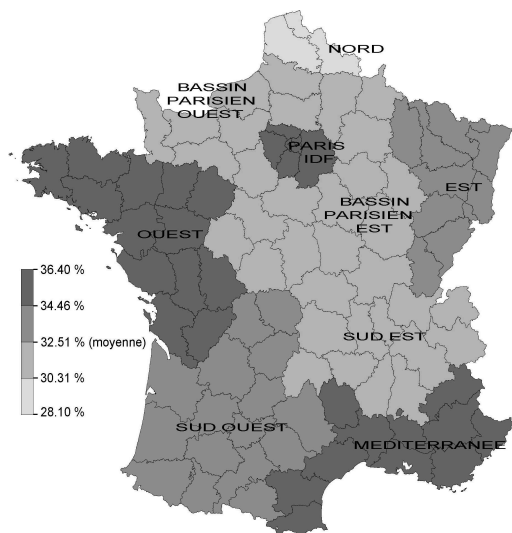 NORD
BASSIN
PARISIEN
OUEST
PARIS
IDF
EST
BASSIN
PARISIEN
EST
OUEST
36.40 %
34.46 %
32.51 % (moyenne)
30.31 %
28.10 %
SUD EST
SUD OUEST
MEDITERRANEE